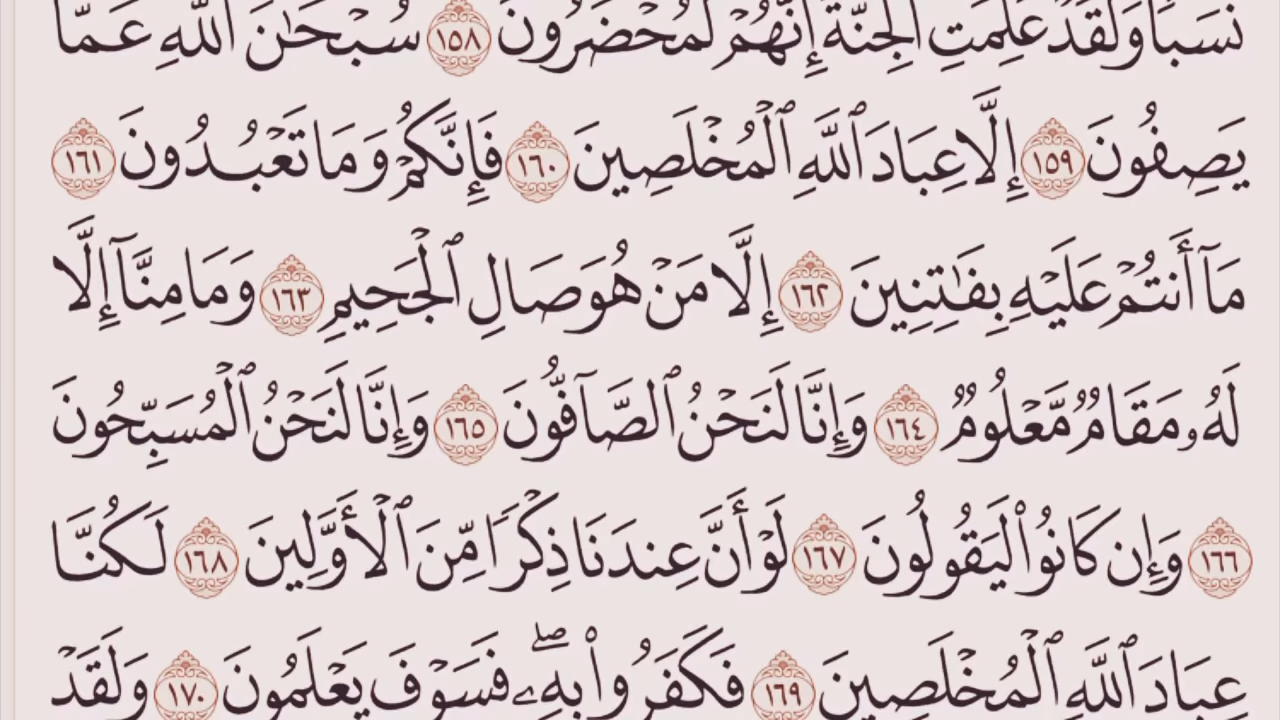 نَسَبًا وَلَقَدْ عَلِمَتِ ٱلْجِنَّةُ إِنَّهُمْ لَمُحْضَرُونَ ١٥٨ سُبْحَٰنَ ٱللَّهِ عَمَّا
يَصِفُونَ ١٥٩ إِلَّا عِبَادَ ٱللَّهِ ٱلْمُخْلَصِينَ ١٦٠ فَإِنَّكُمْ وَمَا تَعْبُدُونَ ١٦١
مَآ أَنتُمْ عَلَيْهِ بِفَٰتِنِينَ ١٦٢ إِلَّا مَنْ هُوَ صَالِ ٱلْجَحِيمِ ١٦٣ وَمَا مِنَّآ إِلَّا
لَهُۥ مَقَامٌ مَّعْلُومٌ ١٦٤ وَإِنَّا لَنَحْنُ ٱلصَّآفُّونَ ١٦٥ وَإِنَّا لَنَحْنُ ٱلْمُسَبِّحُونَ
١٦٦ وَإِن كَانُوا۟ لَيَقُولُونَ ١٦٧ لَوْ أَنَّ عِندَنَا ذِكْرًا مِّنَ ٱلْأَوَّلِينَ ١٦٨ لَكُنَّا
عِبَادَ ٱللَّهِ ٱلْمُخْلَصِينَ ١٦٩ فَكَفَرُوا۟ بِهِۦۖ فَسَوْفَ يَعْلَمُونَ ١٧٠ وَلَقَدْ